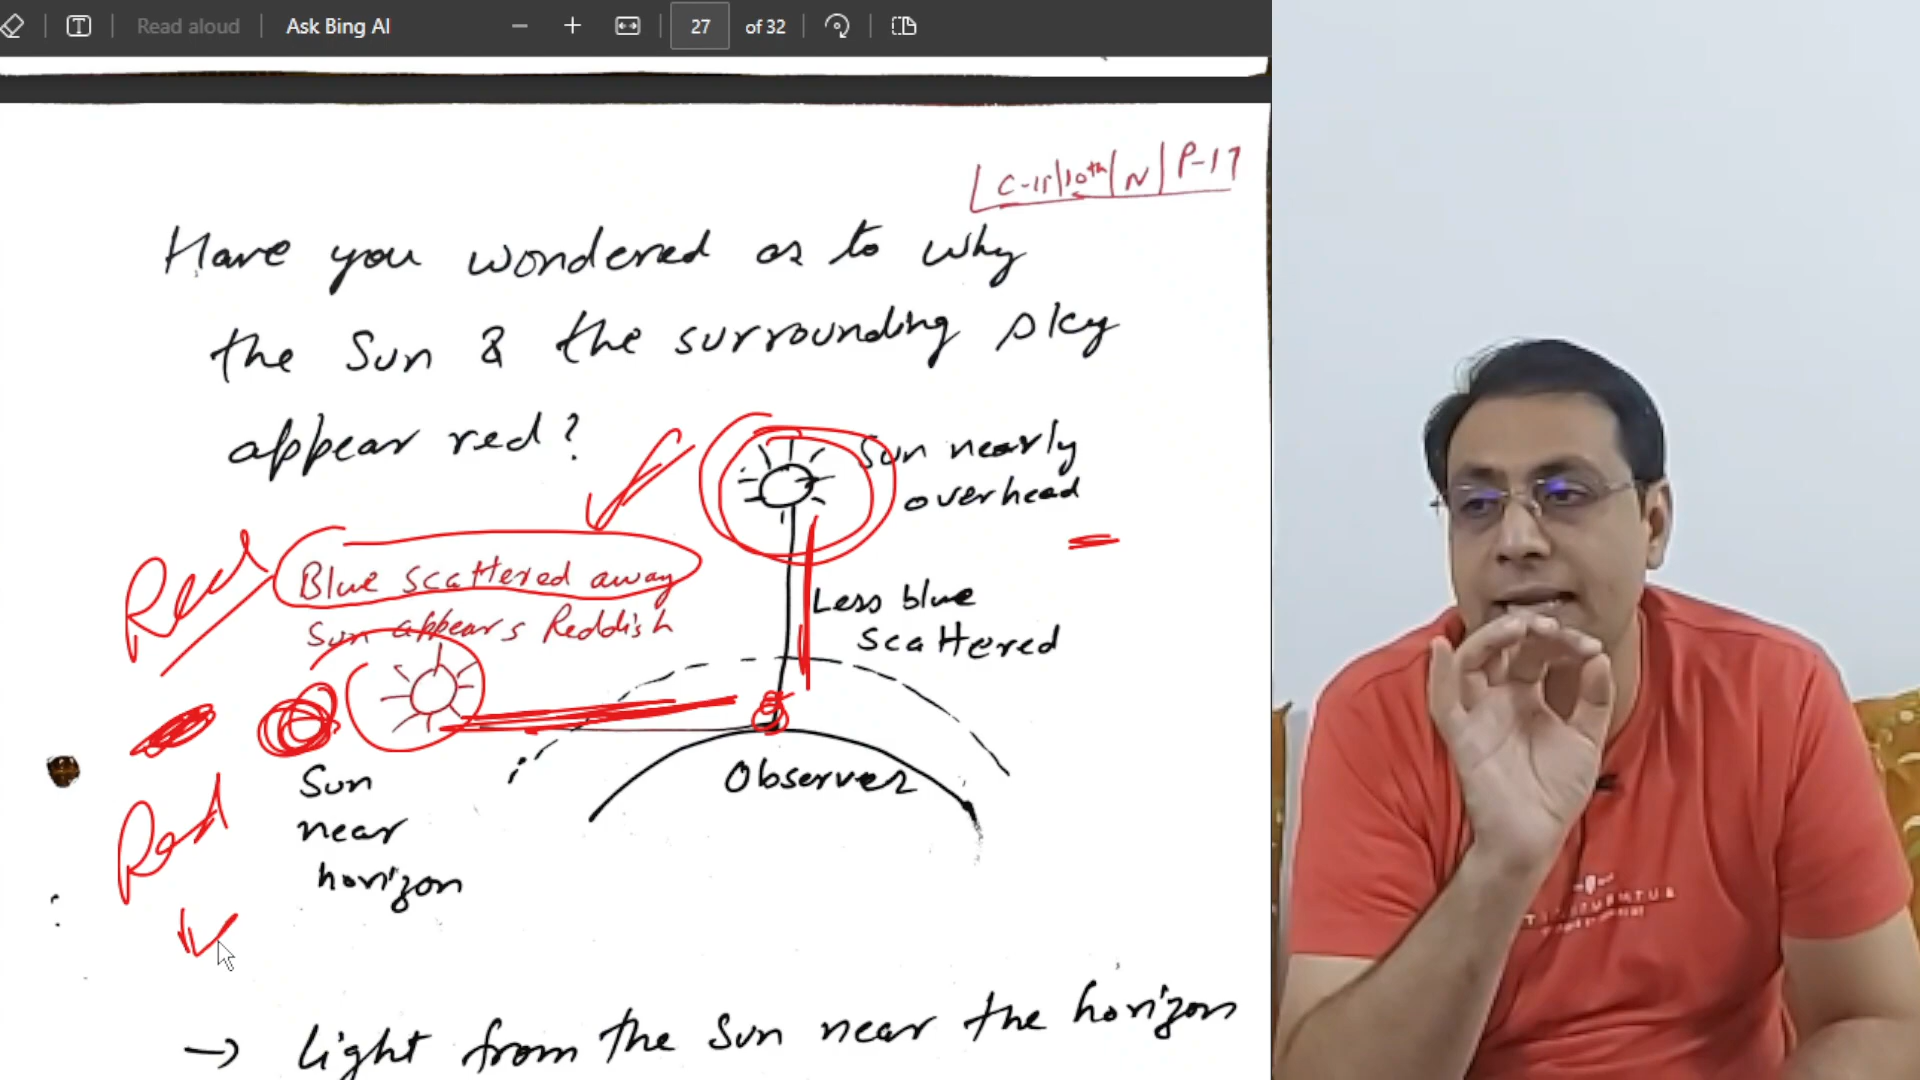 Read aloud
Ask Bing AI
27
of 32
C-11|10th|N|P-17
Have you wondered as to why
the Sun & the surrounding sky
appear red?
Sun nearly
overhead
Red
Blue scattered away
Sun appears Reddish
Less blue
scattered
Sun
near
horizon
Observer
Red
→ light from the sun near the horizon